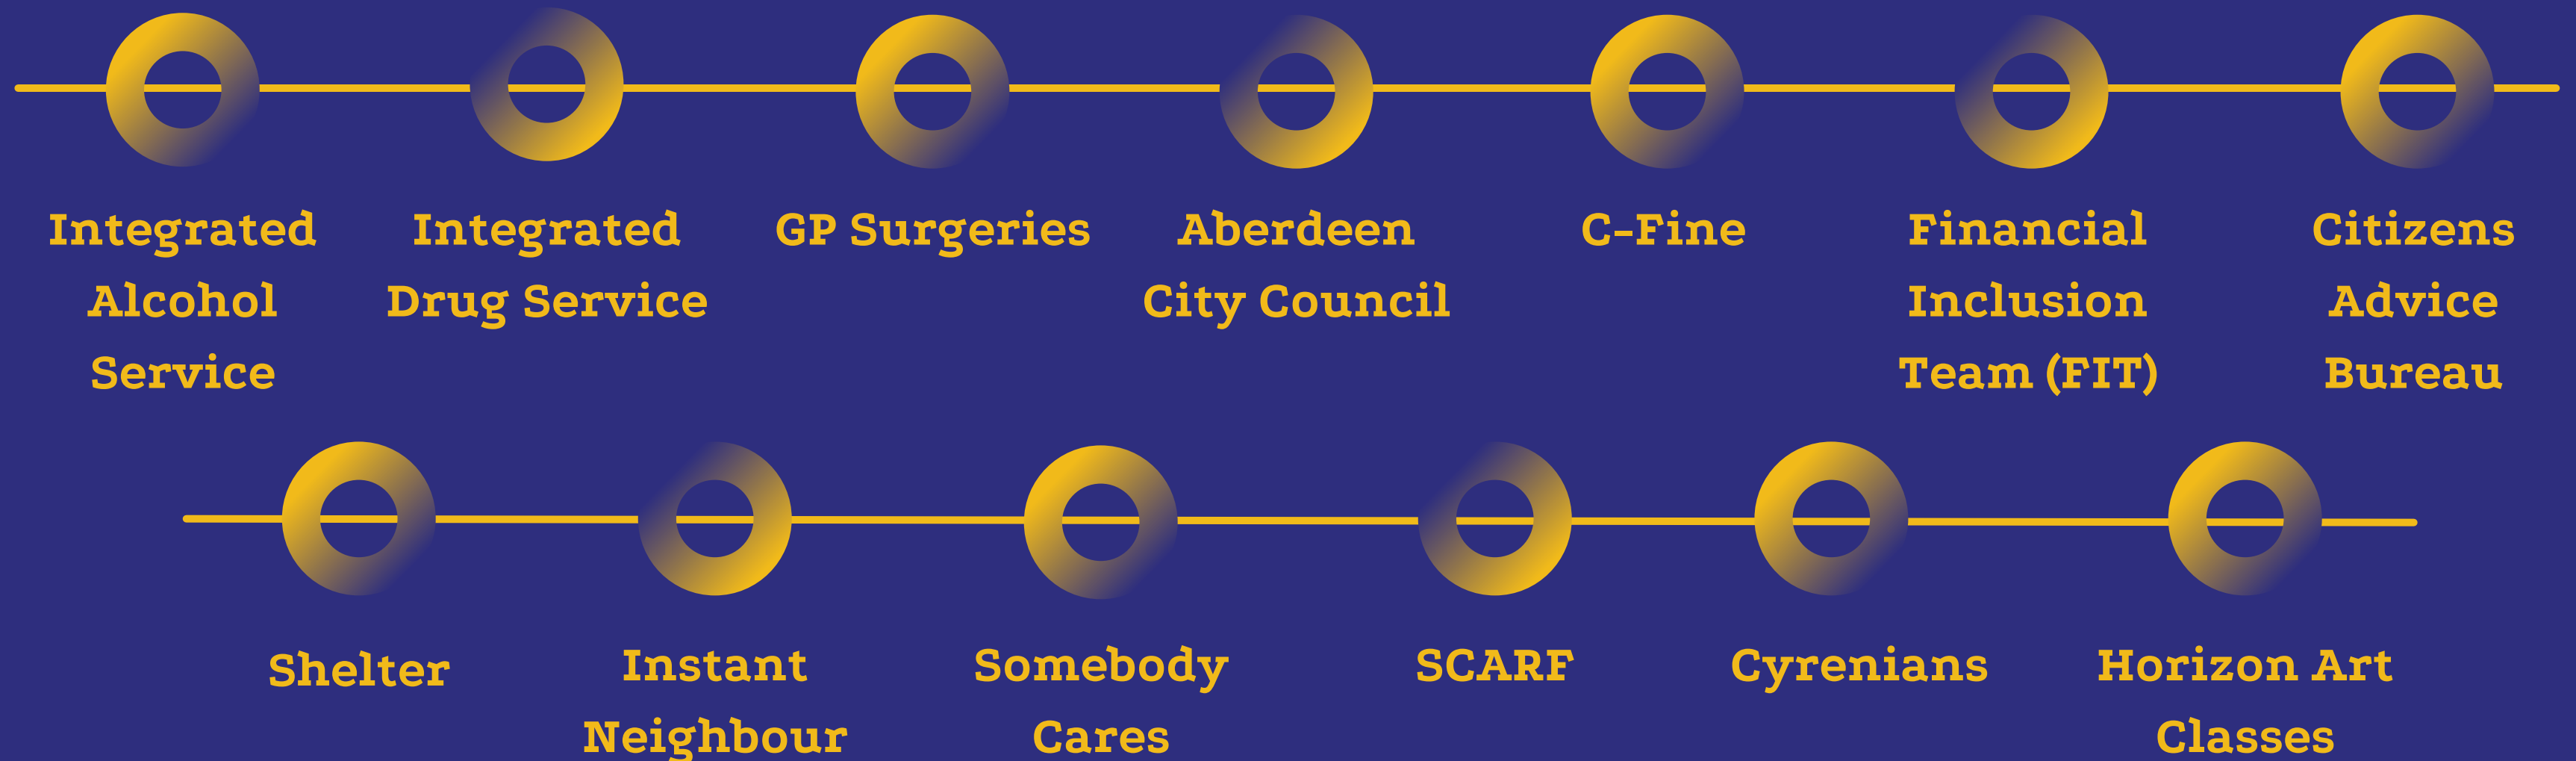 Integrated
Alcohol
Service
Integrated
Drug Service
GP Surgeries
Aberdeen
City Council
C-Fine
Financial
Inclusion
Team (FIT)
Citizens
Advice
Bureau
Shelter
Instant
Neighbour
Somebody
Cares
SCARF
Cyrenians
Horizon Art
Classes